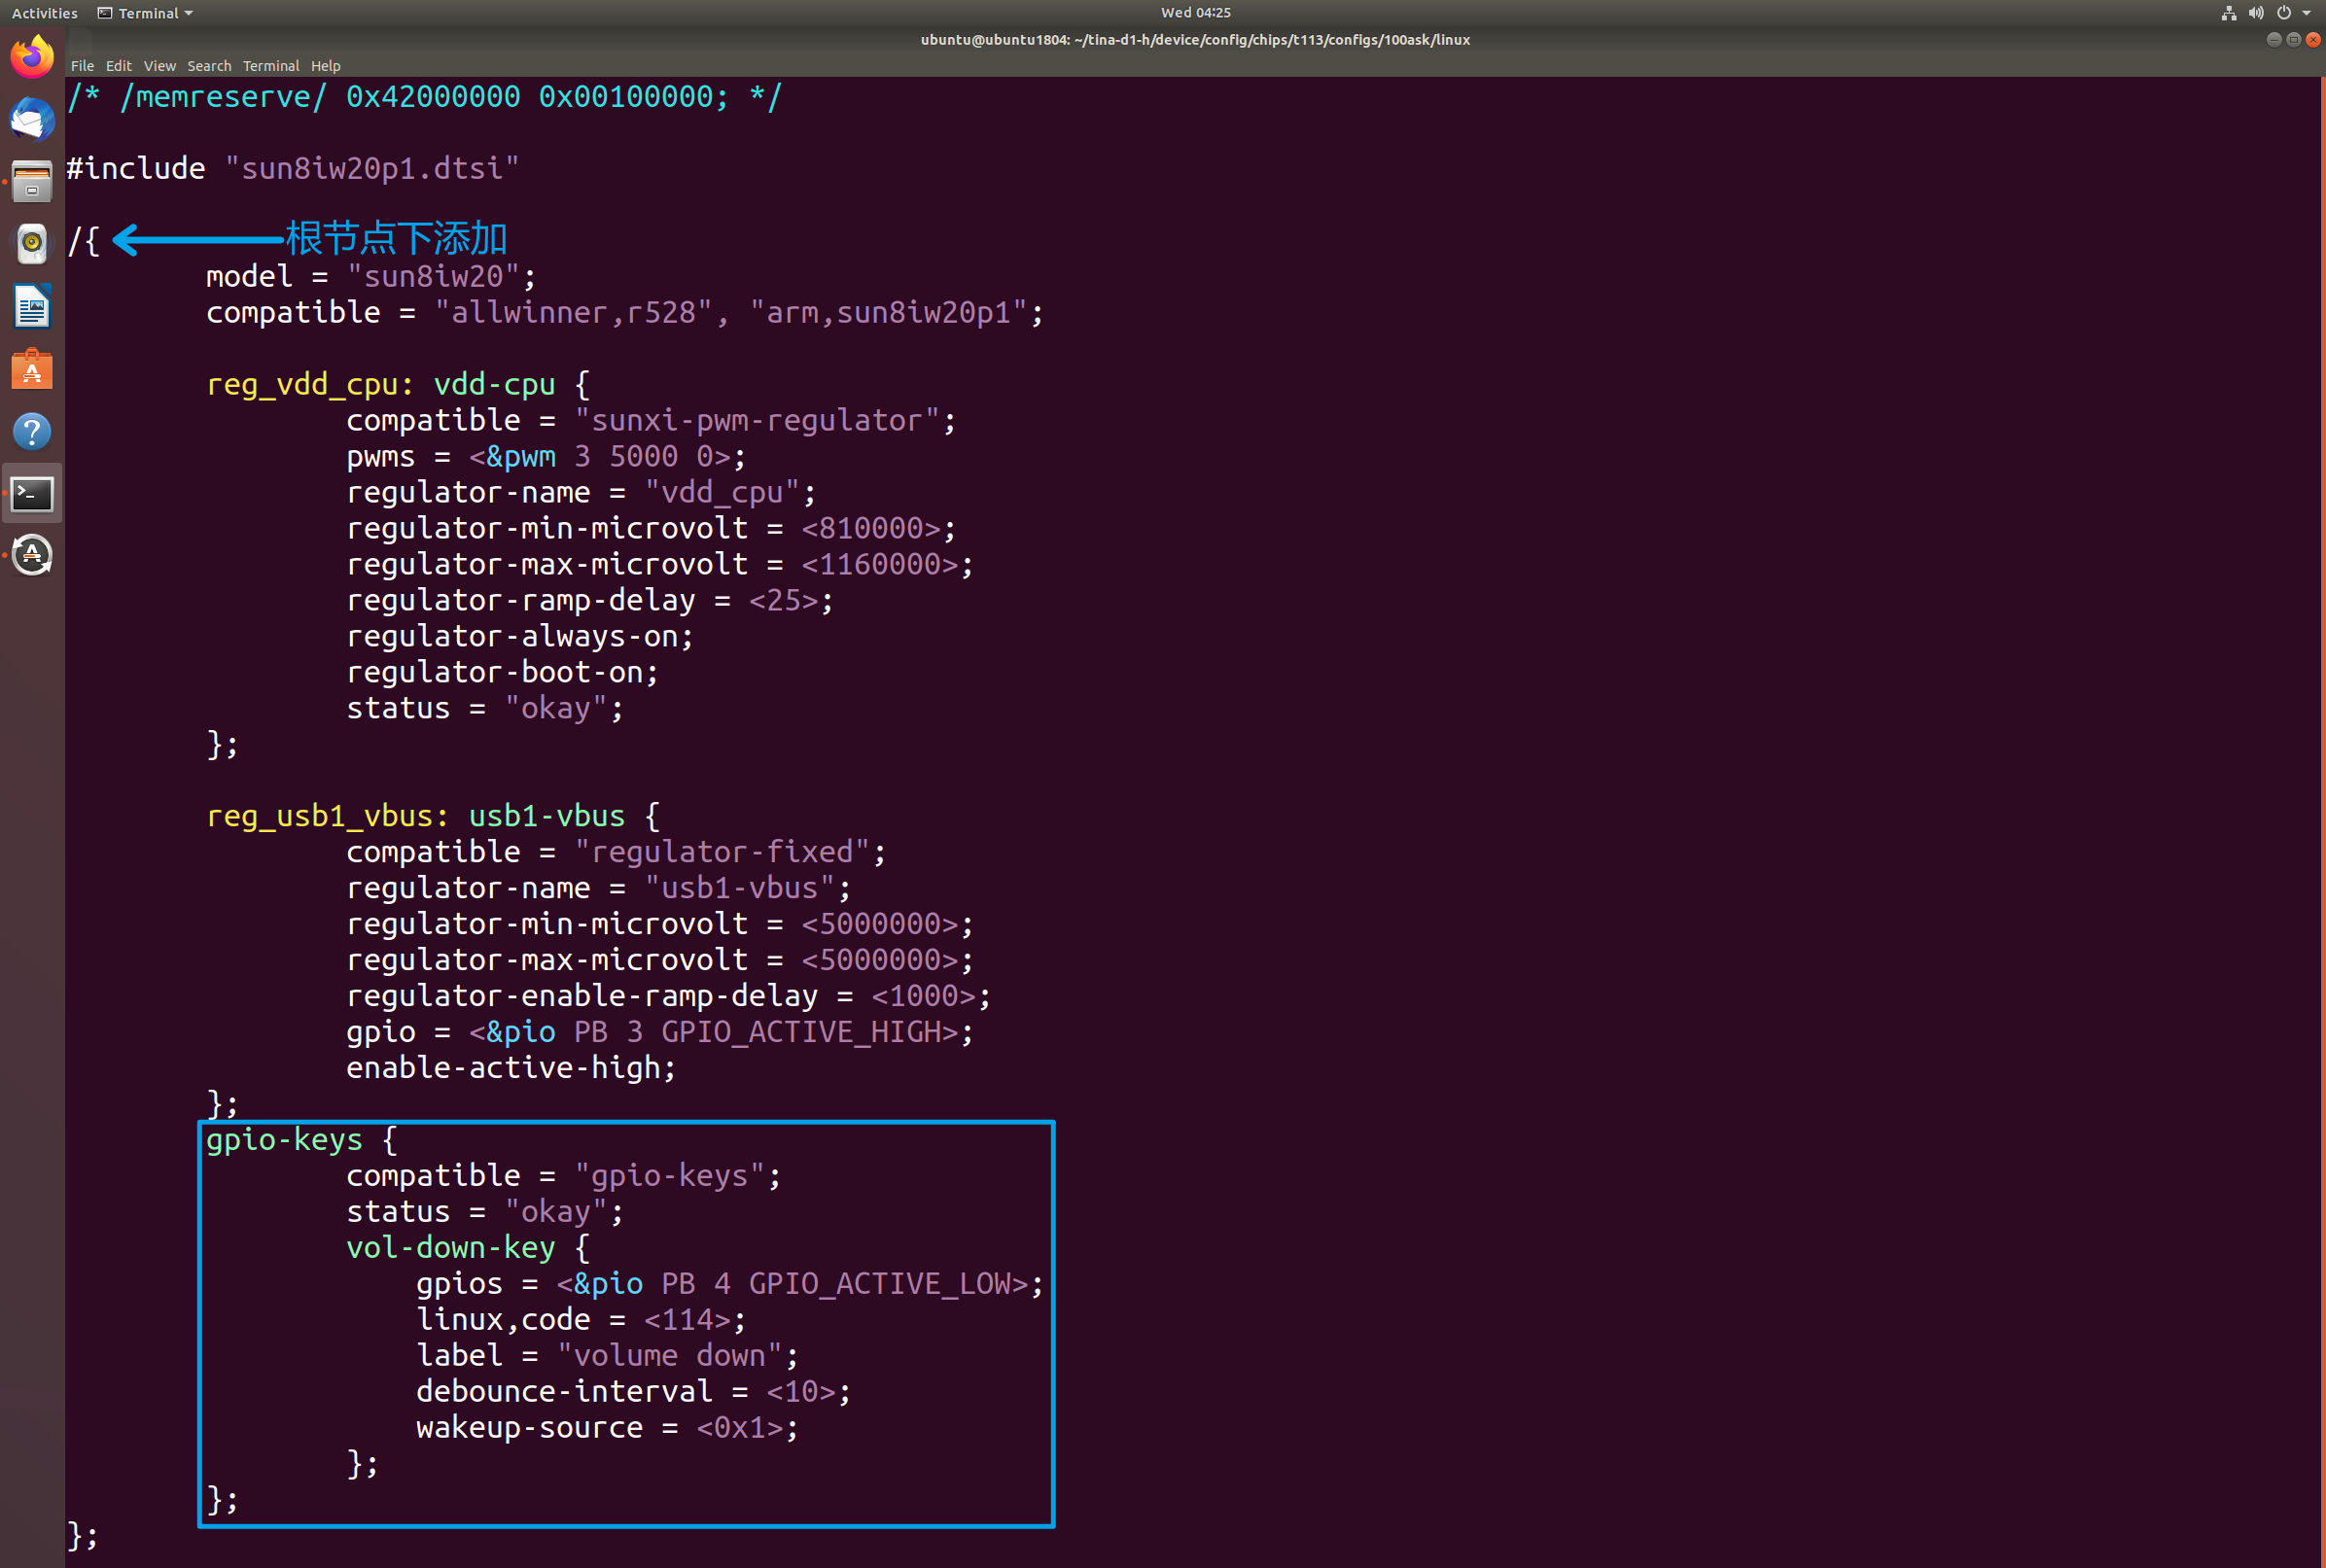 Activities Terminal Wed 04:25
ubuntu@ubuntu1804: ~/tina-d1-h/device/config/chips/t113/configs/100ask/linux
File Edit View Search Terminal Help
/* /memreserve/ 0x42000000 0x00100000; */
#include "sun8iw20p1.dtsi"
/{ 根节点下添加
model = "sun8iw20";
compatible = "allwinner,r528", "arm,sun8iw20p1";
reg_vdd_cpu: vdd-cpu {
compatible = "sunxi-pwm-regulator";
pwms = <&pwm 3 5000 0>;
regulator-name = "vdd_cpu";
regulator-min-microvolt = <810000>;
regulator-max-microvolt = <1160000>;
regulator-ramp-delay = <25>;
regulator-always-on;
regulator-boot-on;
status = "okay";
};
reg_usb1_vbus: usb1-vbus {
compatible = "regulator-fixed";
regulator-name = "usb1-vbus";
regulator-min-microvolt = <5000000>;
regulator-max-microvolt = <5000000>;
regulator-enable-ramp-delay = <1000>;
gpio = <&pio PB 3 GPIO_ACTIVE_HIGH>;
enable-active-high;
};
gpio-keys {
compatible = "gpio-keys";
status = "okay";
vol-down-key {
gpios = <&pio PB 4 GPIO_ACTIVE_LOW>;
linux,code = <114>;
label = "volume down";
debounce-interval = <10>;
wakeup-source = <0x1>;
};
};
};